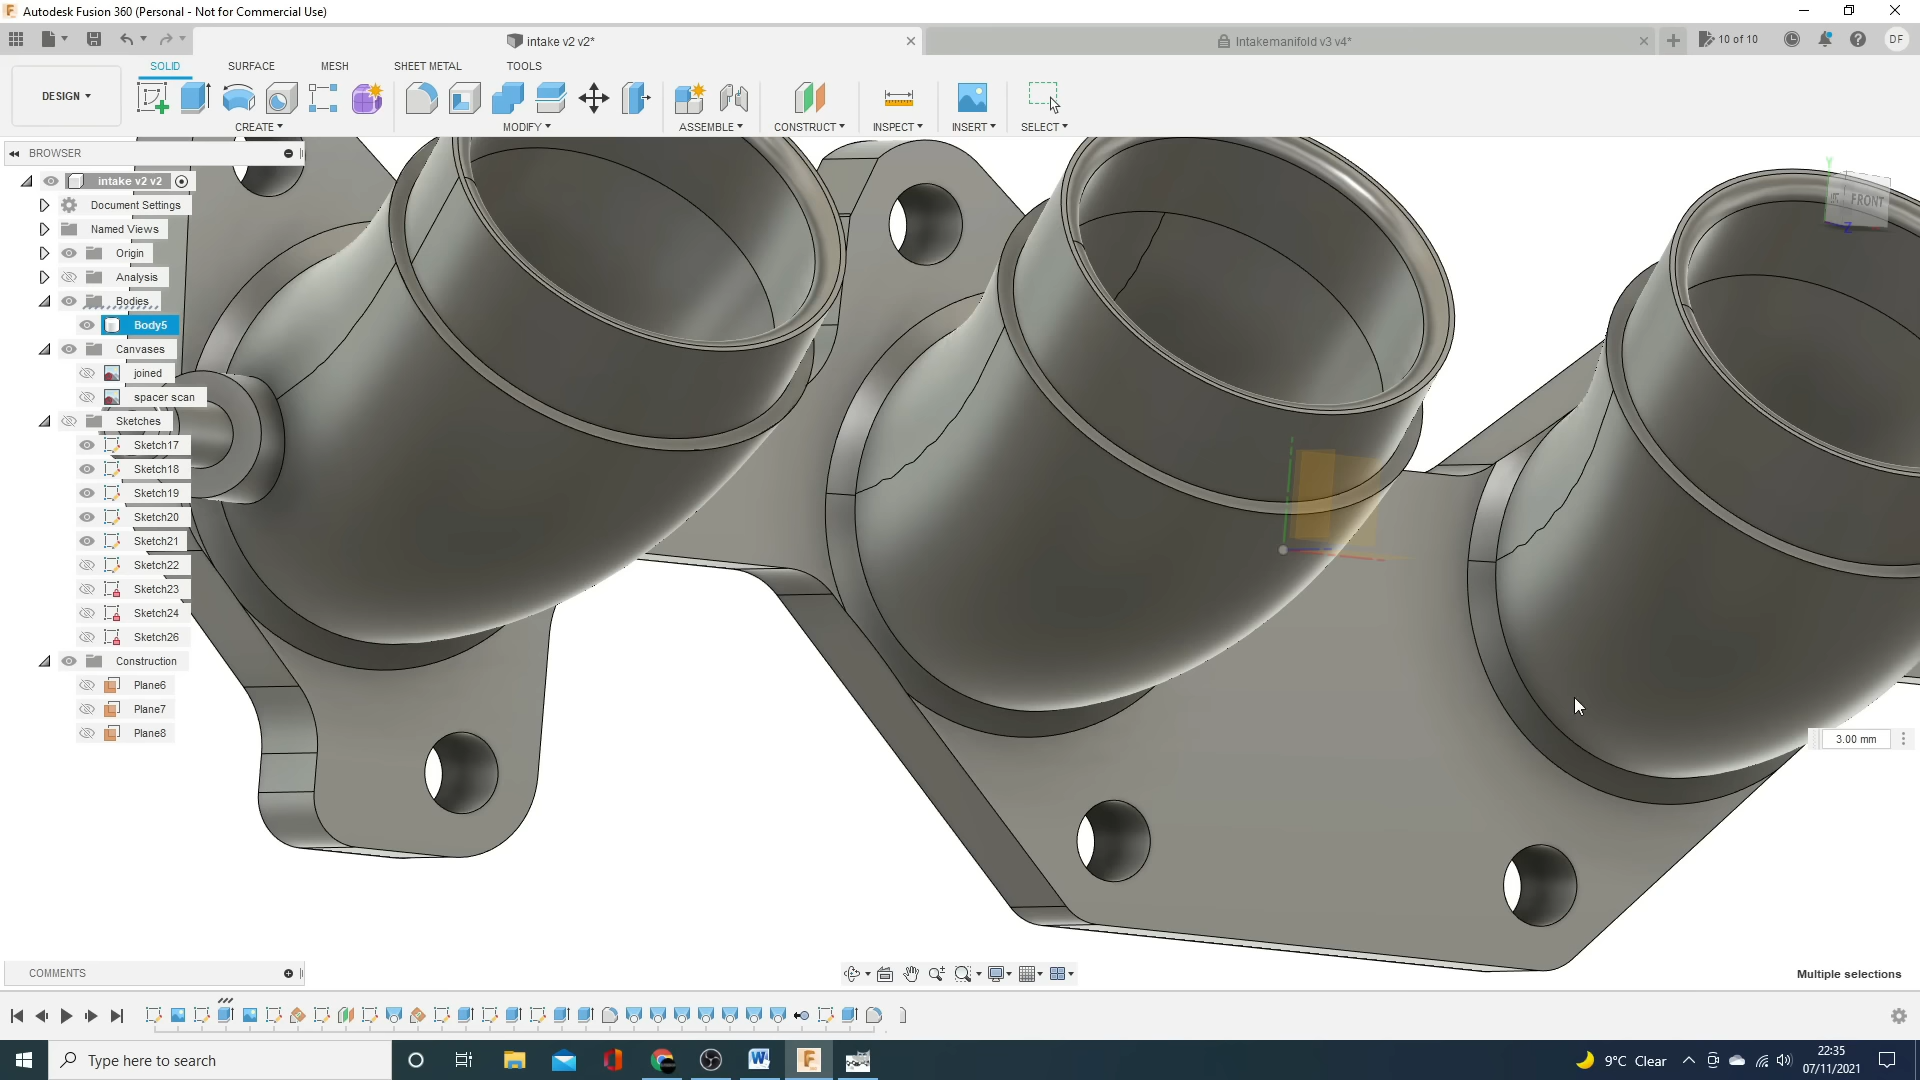 Autodesk Fusion 360 (Personal - Not for Commercial Use)
intake v2 v2*
Intakemanifold v3 v4*
10 of 10
DF
DESIGN
SOLID
SURFACE
MESH
SHEET METAL
TOOLS
CREATE
MODIFY
ASSEMBLE
CONSTRUCT
INSPECT
INSERT
SELECT
BROWSER
intake v2 v2
Document Settings
Named Views
Origin
Analysis
Bodies
Body5
Canvases
joined
spacer scan
Sketches
Sketch17
Sketch18
Sketch19
Sketch20
Sketch21
Sketch22
Sketch23
Sketch24
Sketch26
Construction
Plane6
Plane7
Plane8
Y
FRONT
Z
3.00 mm
COMMENTS
Multiple selections
Type here to search
9°C Clear
22:35
07/11/2021